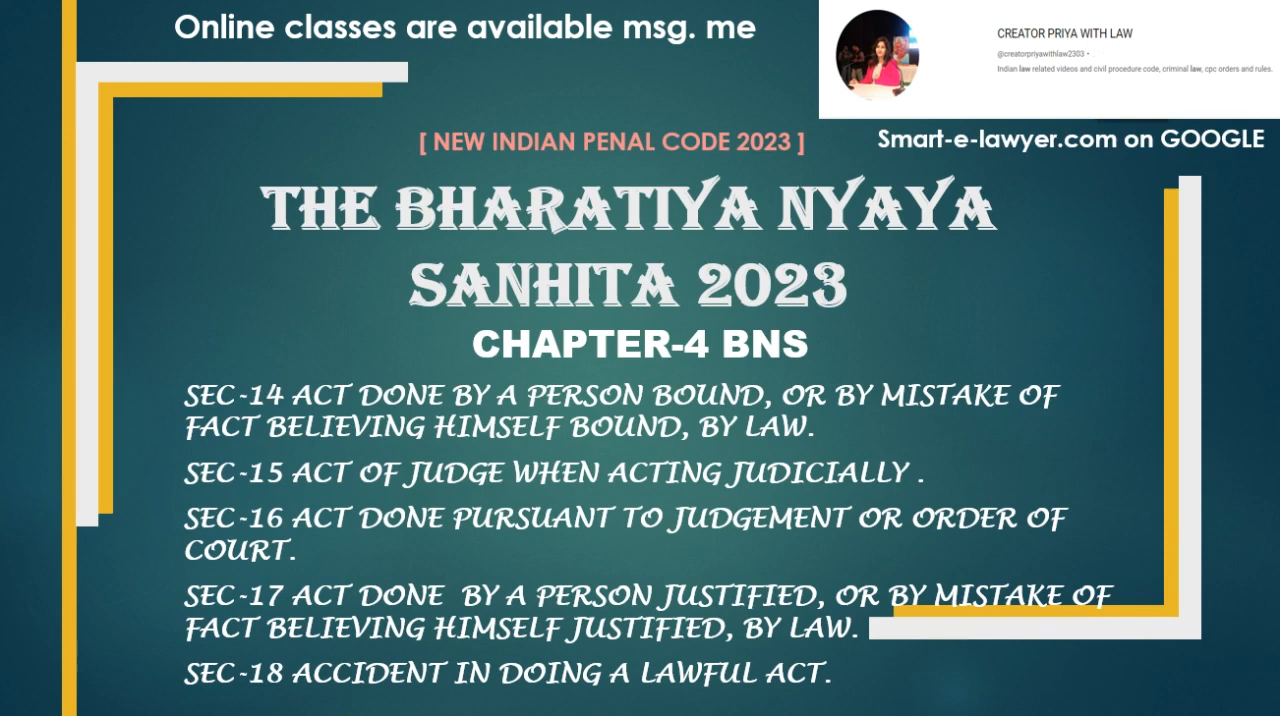 Online classes are available msg. me
CREATOR PRIYA WITH LAW
@creatorpriyawithlaw2303 •
Indian law related videos and civil procedure code, criminal law, cpc orders and rules.
[ NEW INDIAN PENAL CODE 2023 ]
Smart-e-lawyer.com on GOOGLE
THE BHARATIYA NYAYA
SANHITA 2023
CHAPTER-4 BNS
SEC-14 ACT DONE BY A PERSON BOUND, OR BY MISTAKE OF
FACT BELIEVING HIMSELF BOUND, BY LAW.
SEC-15 ACT OF JUDGE WHEN ACTING JUDICIALLY .
SEC-16 ACT DONE PURSUANT TO JUDGEMENT OR ORDER OF
COURT.
SEC-17 ACT DONE  BY A PERSON JUSTIFIED, OR BY MISTAKE OF
FACT BELIEVING HIMSELF JUSTIFIED, BY LAW.
SEC-18 ACCIDENT IN DOING A LAWFUL ACT.